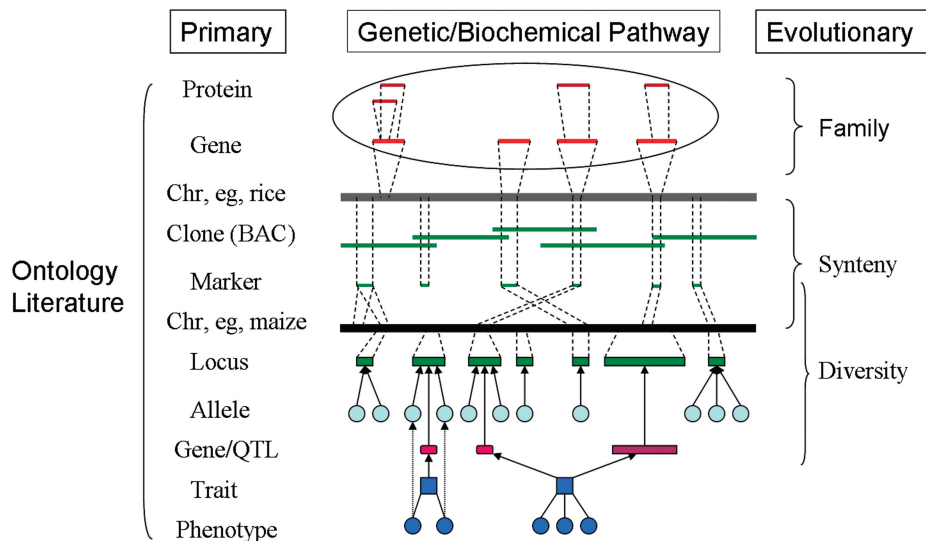 Primary
Genetic/Biochemical Pathway
Evolutionary
Protein
Gene
Family
Chr, eg, rice
Clone (BAC)
Synteny
Ontology
Literature
Marker
Chr, eg, maize
Locus
Diversity
Allele
Gene/QTL
Trait
Phenotype